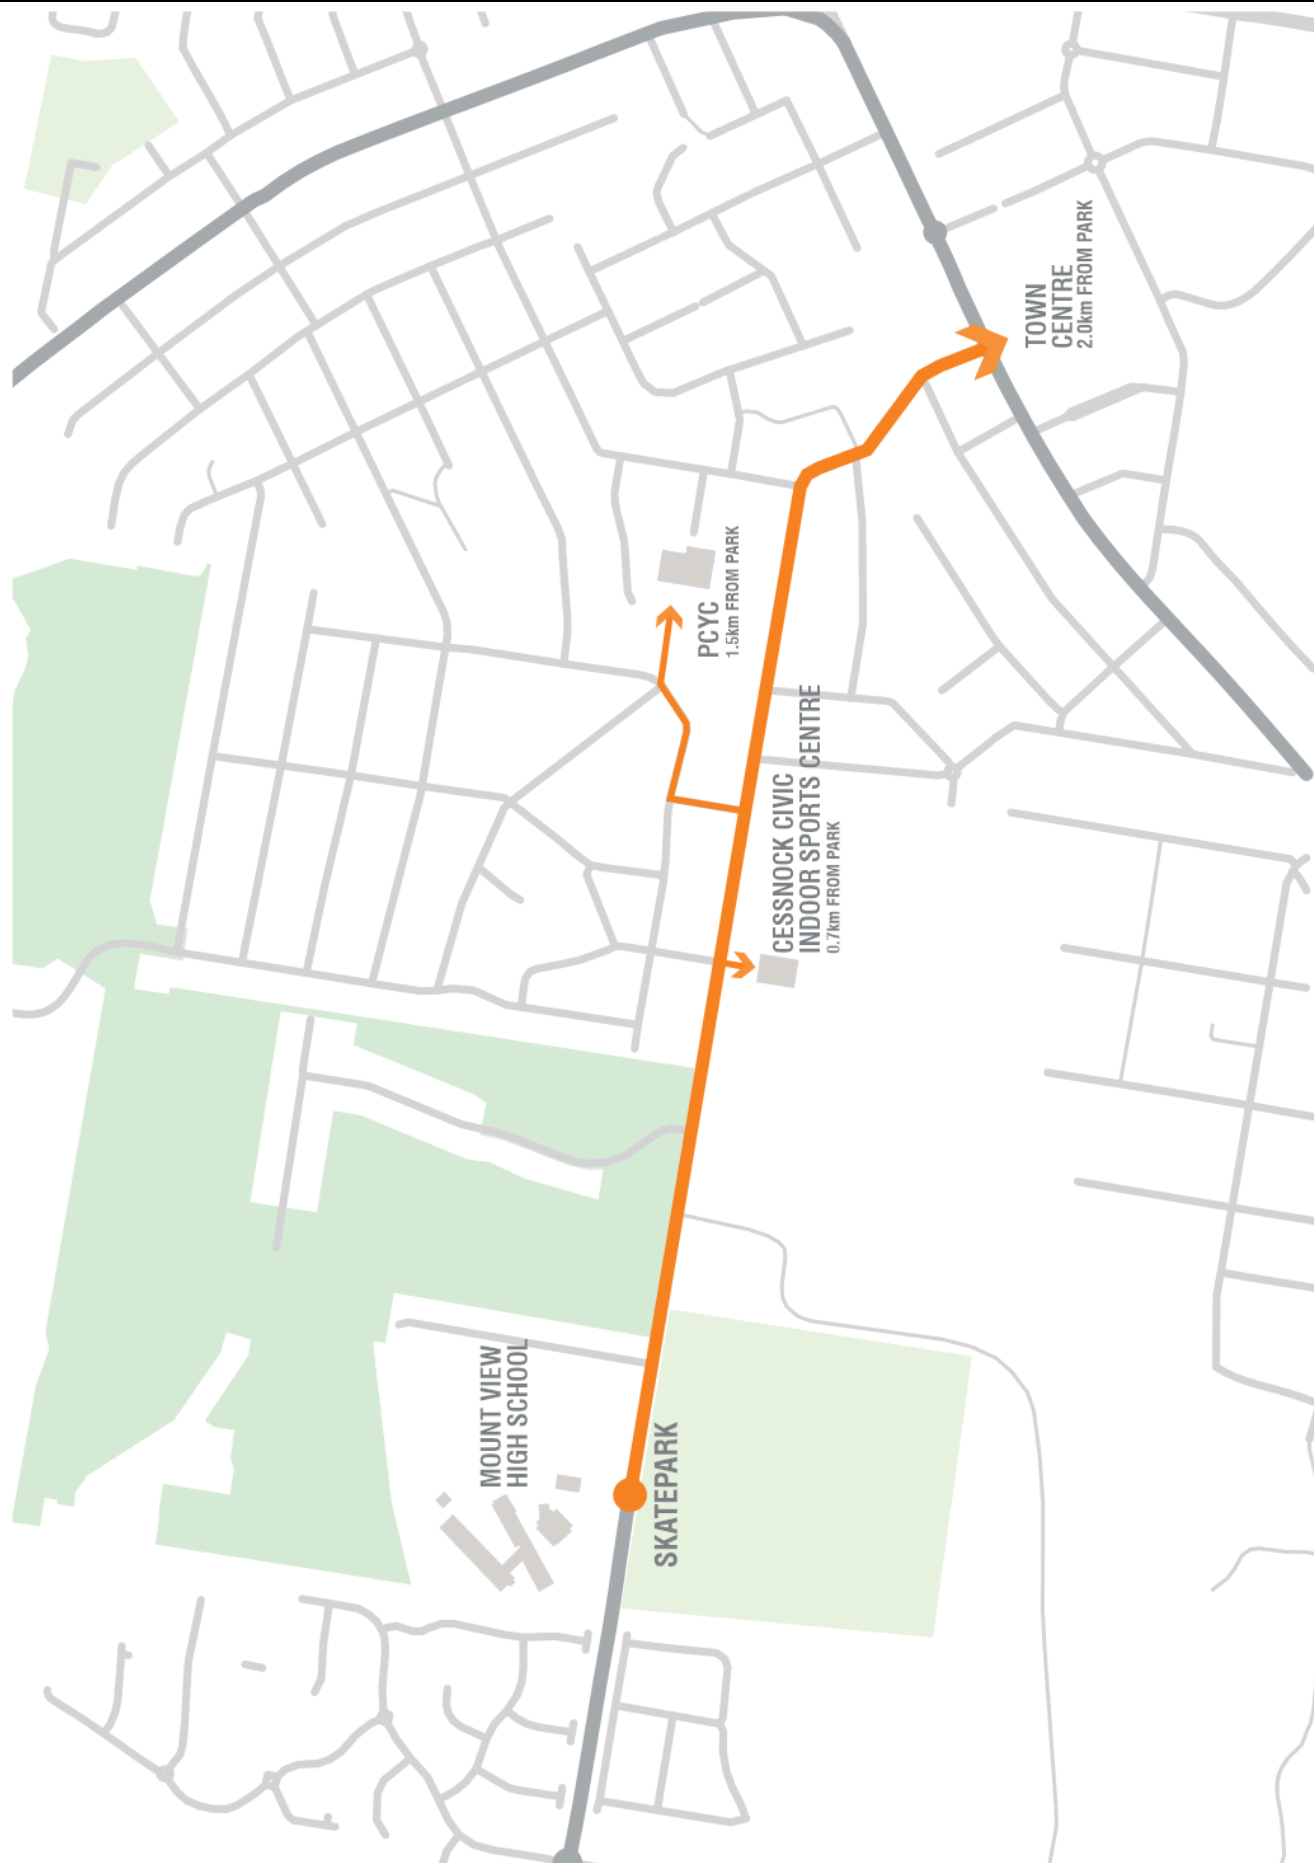 MOUNT VIEW
HIGH SCHOOL
SKATEPARK
CESSNOCK CIVIC
INDOOR SPORTS CENTRE
0.7km FROM PARK
PCYC
1.5km FROM PARK
TOWN
CENTRE
2.0km FROM PARK